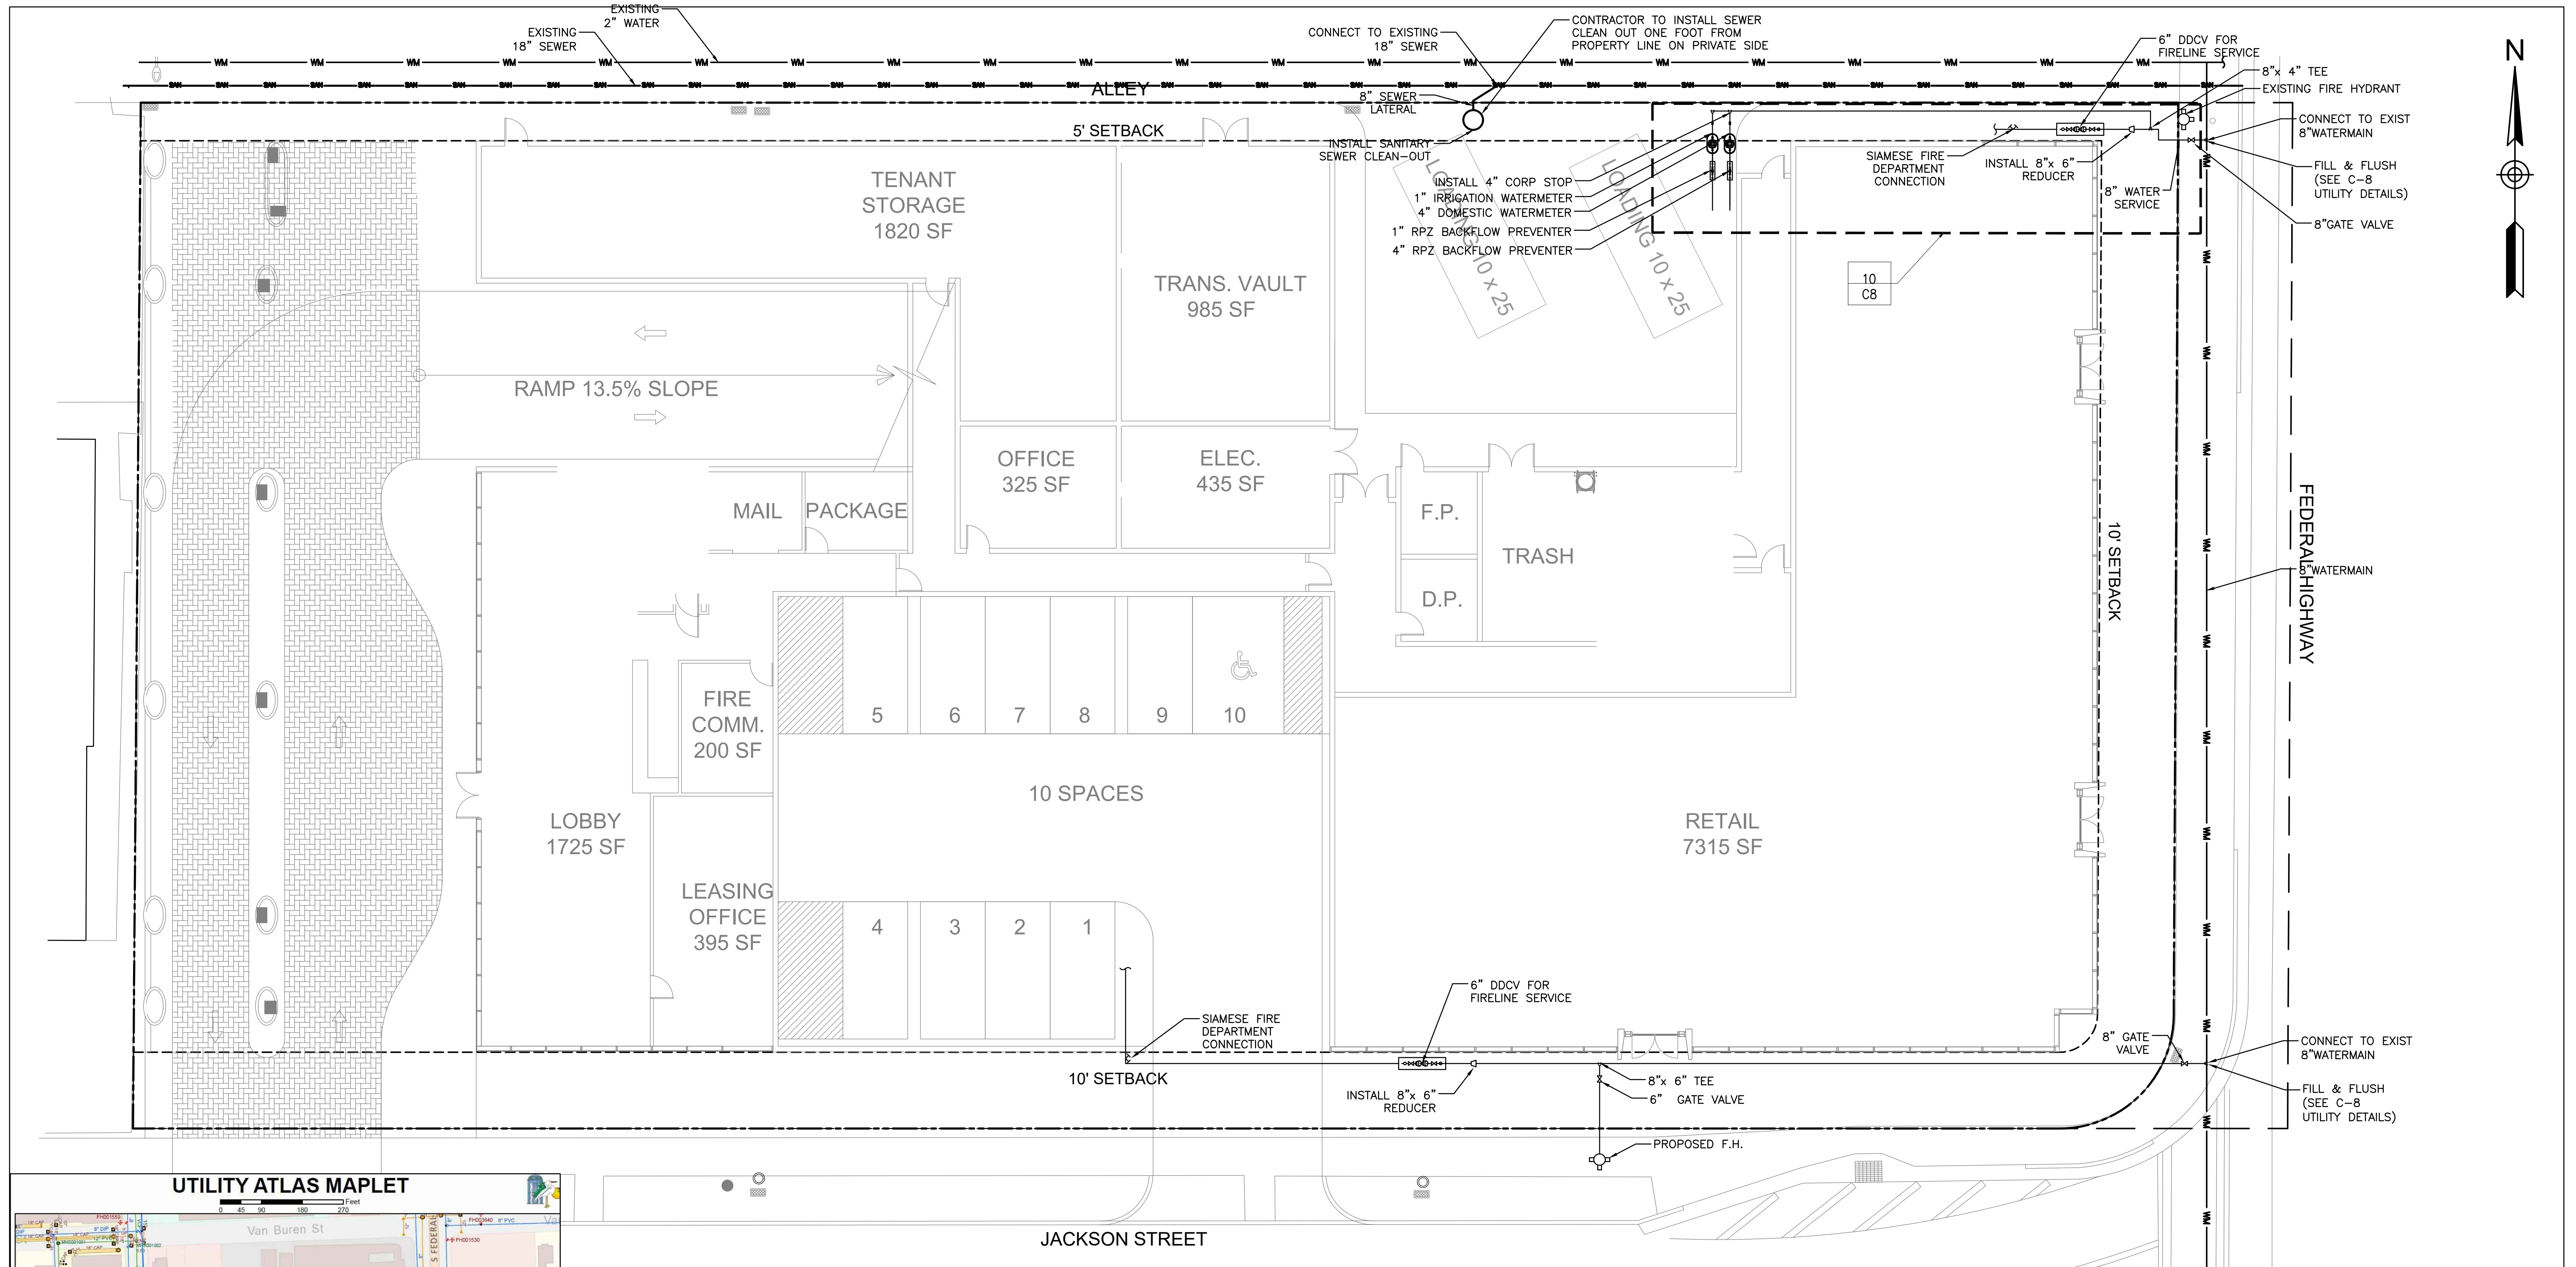 EXISTING
2" WATER
EXISTING
18" SEWER
CONNECT TO EXISTING
18" SEWER
CONTRACTOR TO INSTALL SEWER
CLEAN OUT ONE FOOT FROM
PROPERTY LINE ON PRIVATE SIDE
6" DDCV FOR
FIRELINE SERVICE
8"x 4" TEE
EXISTING FIRE HYDRANT
CONNECT TO EXIST
8"WATERMAIN
FILL & FLUSH
(SEE C-8
UTILITY DETAILS)
8"GATE VALVE
N
ALLEY
8" SEWER
LATERAL
5' SETBACK
INSTALL SANITARY
SEWER CLEAN-OUT
INSTALL 4" CORP STOP
1" IRRIGATION WATERMETER
4" DOMESTIC WATERMETER
1" RPZ BACKFLOW PREVENTER
4" RPZ BACKFLOW PREVENTER
SIAMESE FIRE
DEPARTMENT
CONNECTION
INSTALL 8"x 6"
REDUCER
8" WATER
SERVICE
10
C8
LOADING 10 x 25
LOADING 10 x 25
TENANT
STORAGE
1820 SF
TRANS. VAULT
985 SF
RAMP 13.5% SLOPE
OFFICE
325 SF
ELEC.
435 SF
MAIL
PACKAGE
F.P.
D.P.
TRASH
10' SETBACK
FEDERAL HIGHWAY
8"WATERMAIN
FIRE
COMM.
200 SF
5
6
7
8
9
10
10 SPACES
LOBBY
1725 SF
RETAIL
7315 SF
LEASING
OFFICE
395 SF
4
3
2
1
SIAMESE FIRE
DEPARTMENT
CONNECTION
6" DDCV FOR
FIRELINE SERVICE
8" GATE
VALVE
CONNECT TO EXIST
8"WATERMAIN
FILL & FLUSH
(SEE C-8
UTILITY DETAILS)
10' SETBACK
INSTALL 8"x 6"
REDUCER
8"x 6" TEE
6" GATE VALVE
PROPOSED F.H.
UTILITY ATLAS MAPLET
0 45 90 180 270 Feet
Van Buren St
S FEDERAL
FH001530
JACKSON STREET